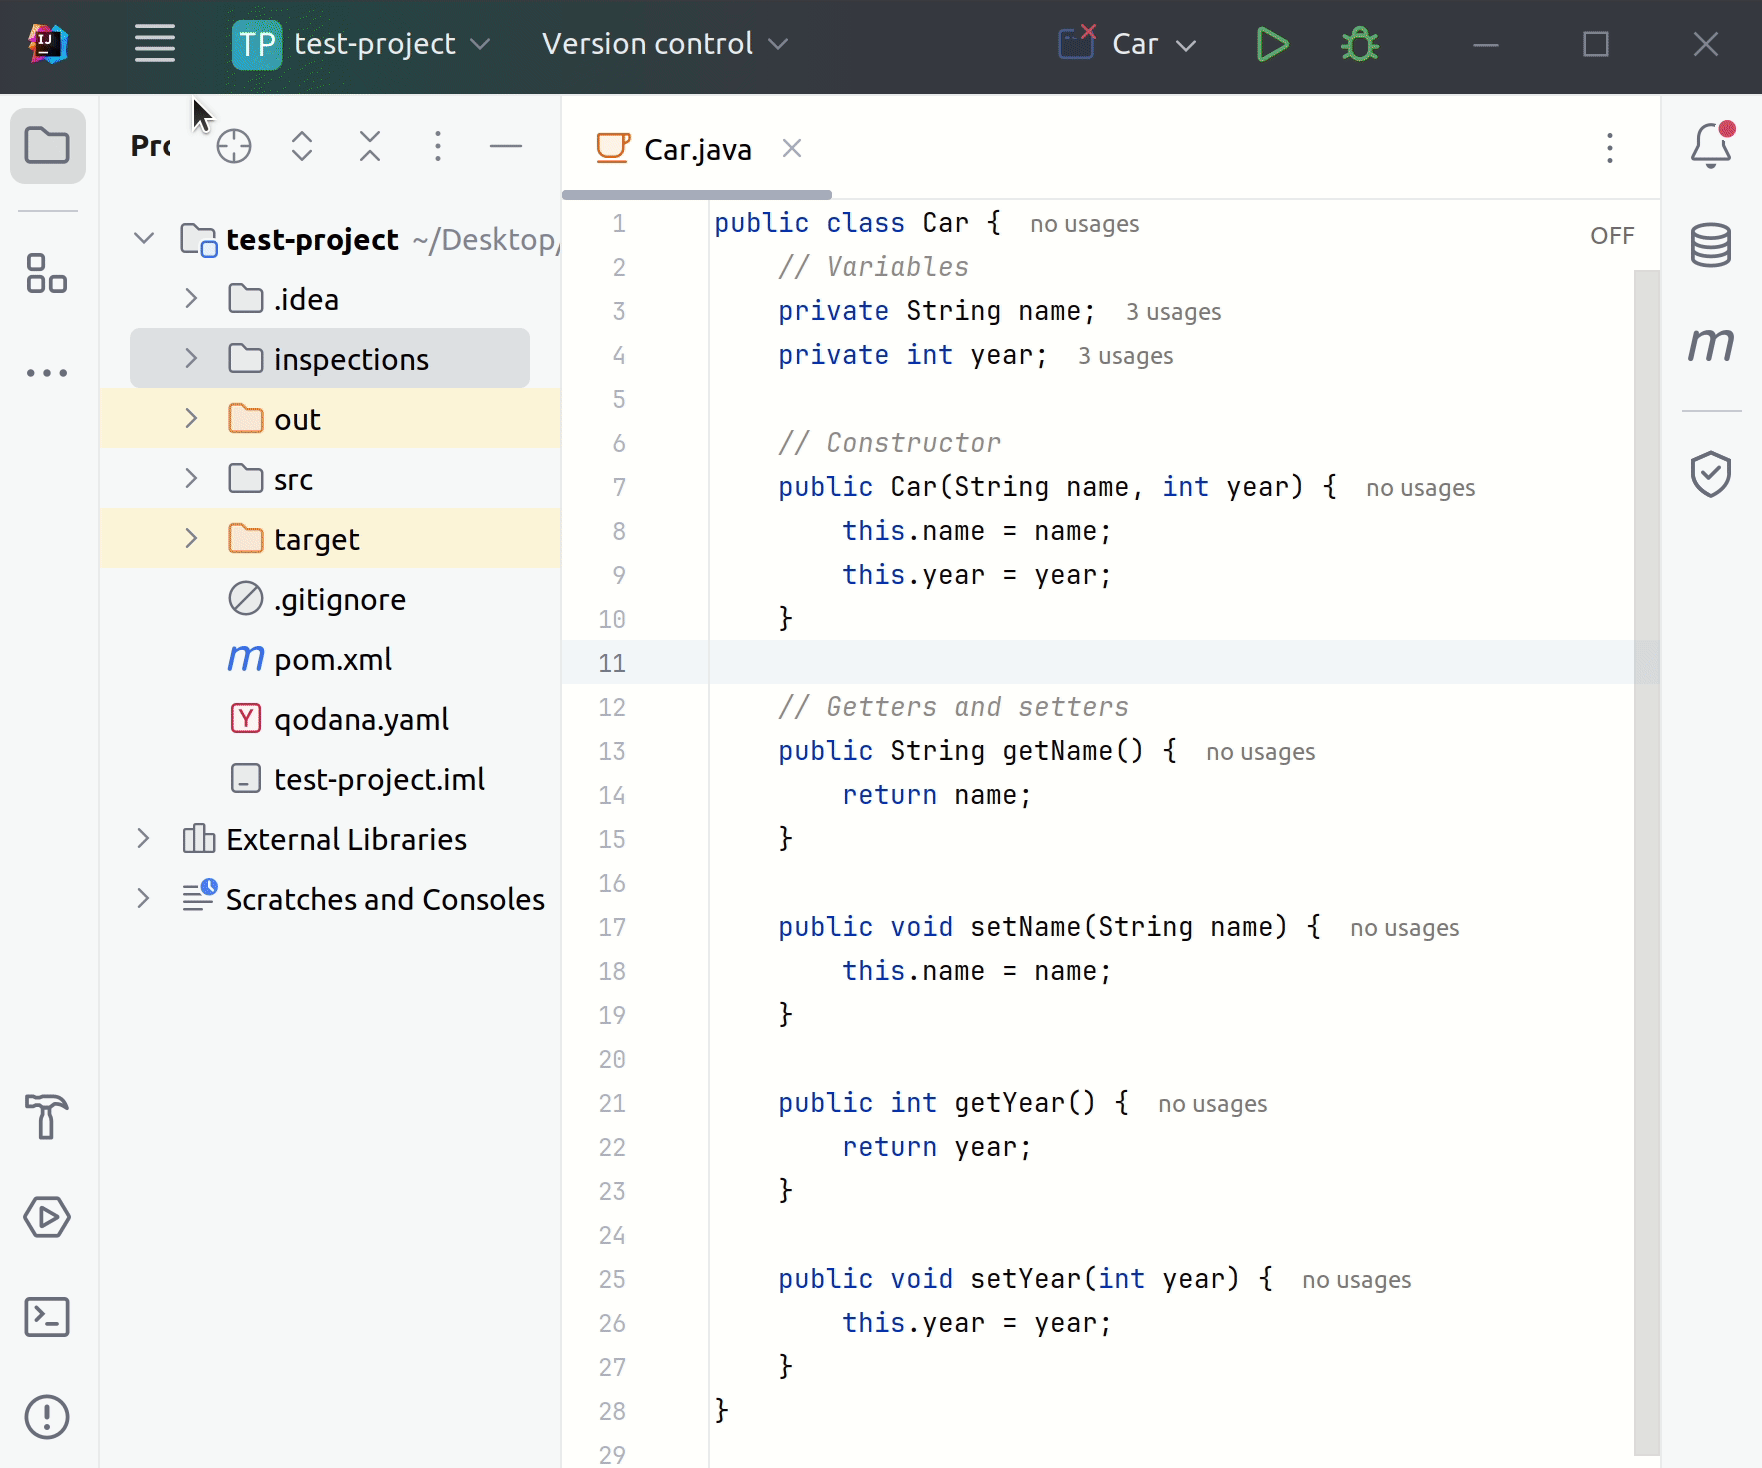 IJ
TP test-project Version control Car
Pro
Car.java
test-project ~/Desktop/
.idea
inspections
out
src
target
.gitignore
m pom.xml
Y qodana.yaml
test-project.iml
External Libraries
Scratches and Consoles
OFF
m
1 public class Car { no usages
2 // Variables
3 private String name; 3 usages
4 private int year; 3 usages
5
6 // Constructor
7 public Car(String name, int year) { no usages
8 this.name = name;
9 this.year = year;
10 }
11
12 // Getters and setters
13 public String getName() { no usages
14 return name;
15 }
16
17 public void setName(String name) { no usages
18 this.name = name;
19 }
20
21 public int getYear() { no usages
22 return year;
23 }
24
25 public void setYear(int year) { no usages
26 this.year = year;
27 }
28 }
29